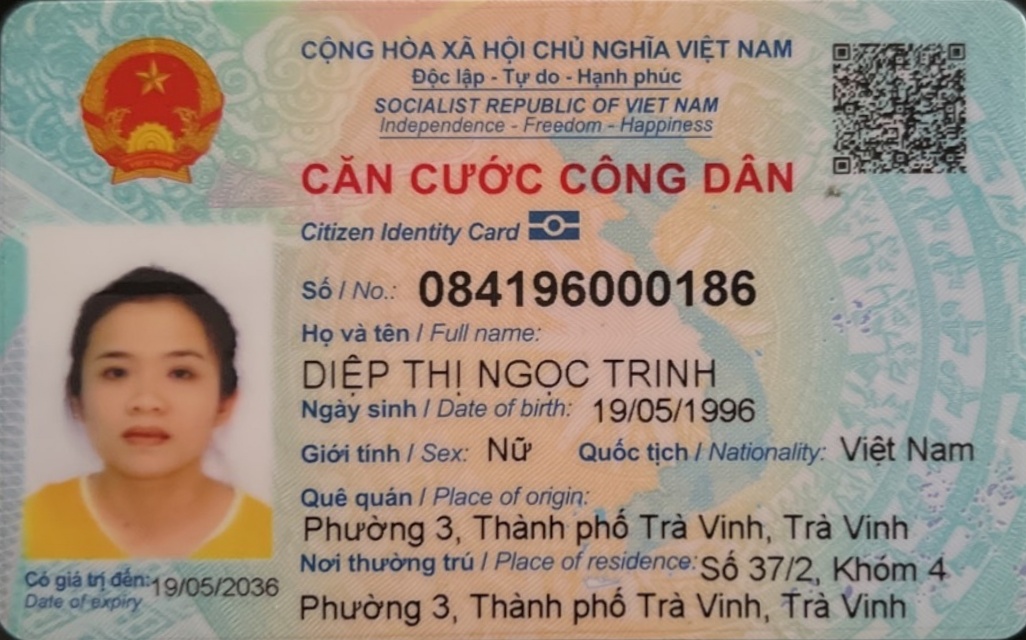 CỘNG HÒA XÃ HỘI CHỦ NGHĨA VIỆT NAM
Độc lập - Tự do - Hạnh phúc
SOCIALIST REPUBLIC OF VIET NAM
Independence - Freedom - Happiness
CĂN CƯỚC CÔNG DÂN
Citizen Identity Card
Số / No.: 084196000186
Họ và tên / Full name:
DIỆP THỊ NGỌC TRINH
Ngày sinh / Date of birth: 19/05/1996
Giới tính / Sex: Nữ Quốc tịch / Nationality: Việt Nam
Quê quán / Place of origin:
Phường 3, Thành phố Trà Vinh, Trà Vinh
Nơi thường trú / Place of residence: Số 37/2, Khóm 4
Phường 3, Thành phố Trà Vinh, Trà Vinh
Có giá trị đến: 19/05/2036
Date of expiry